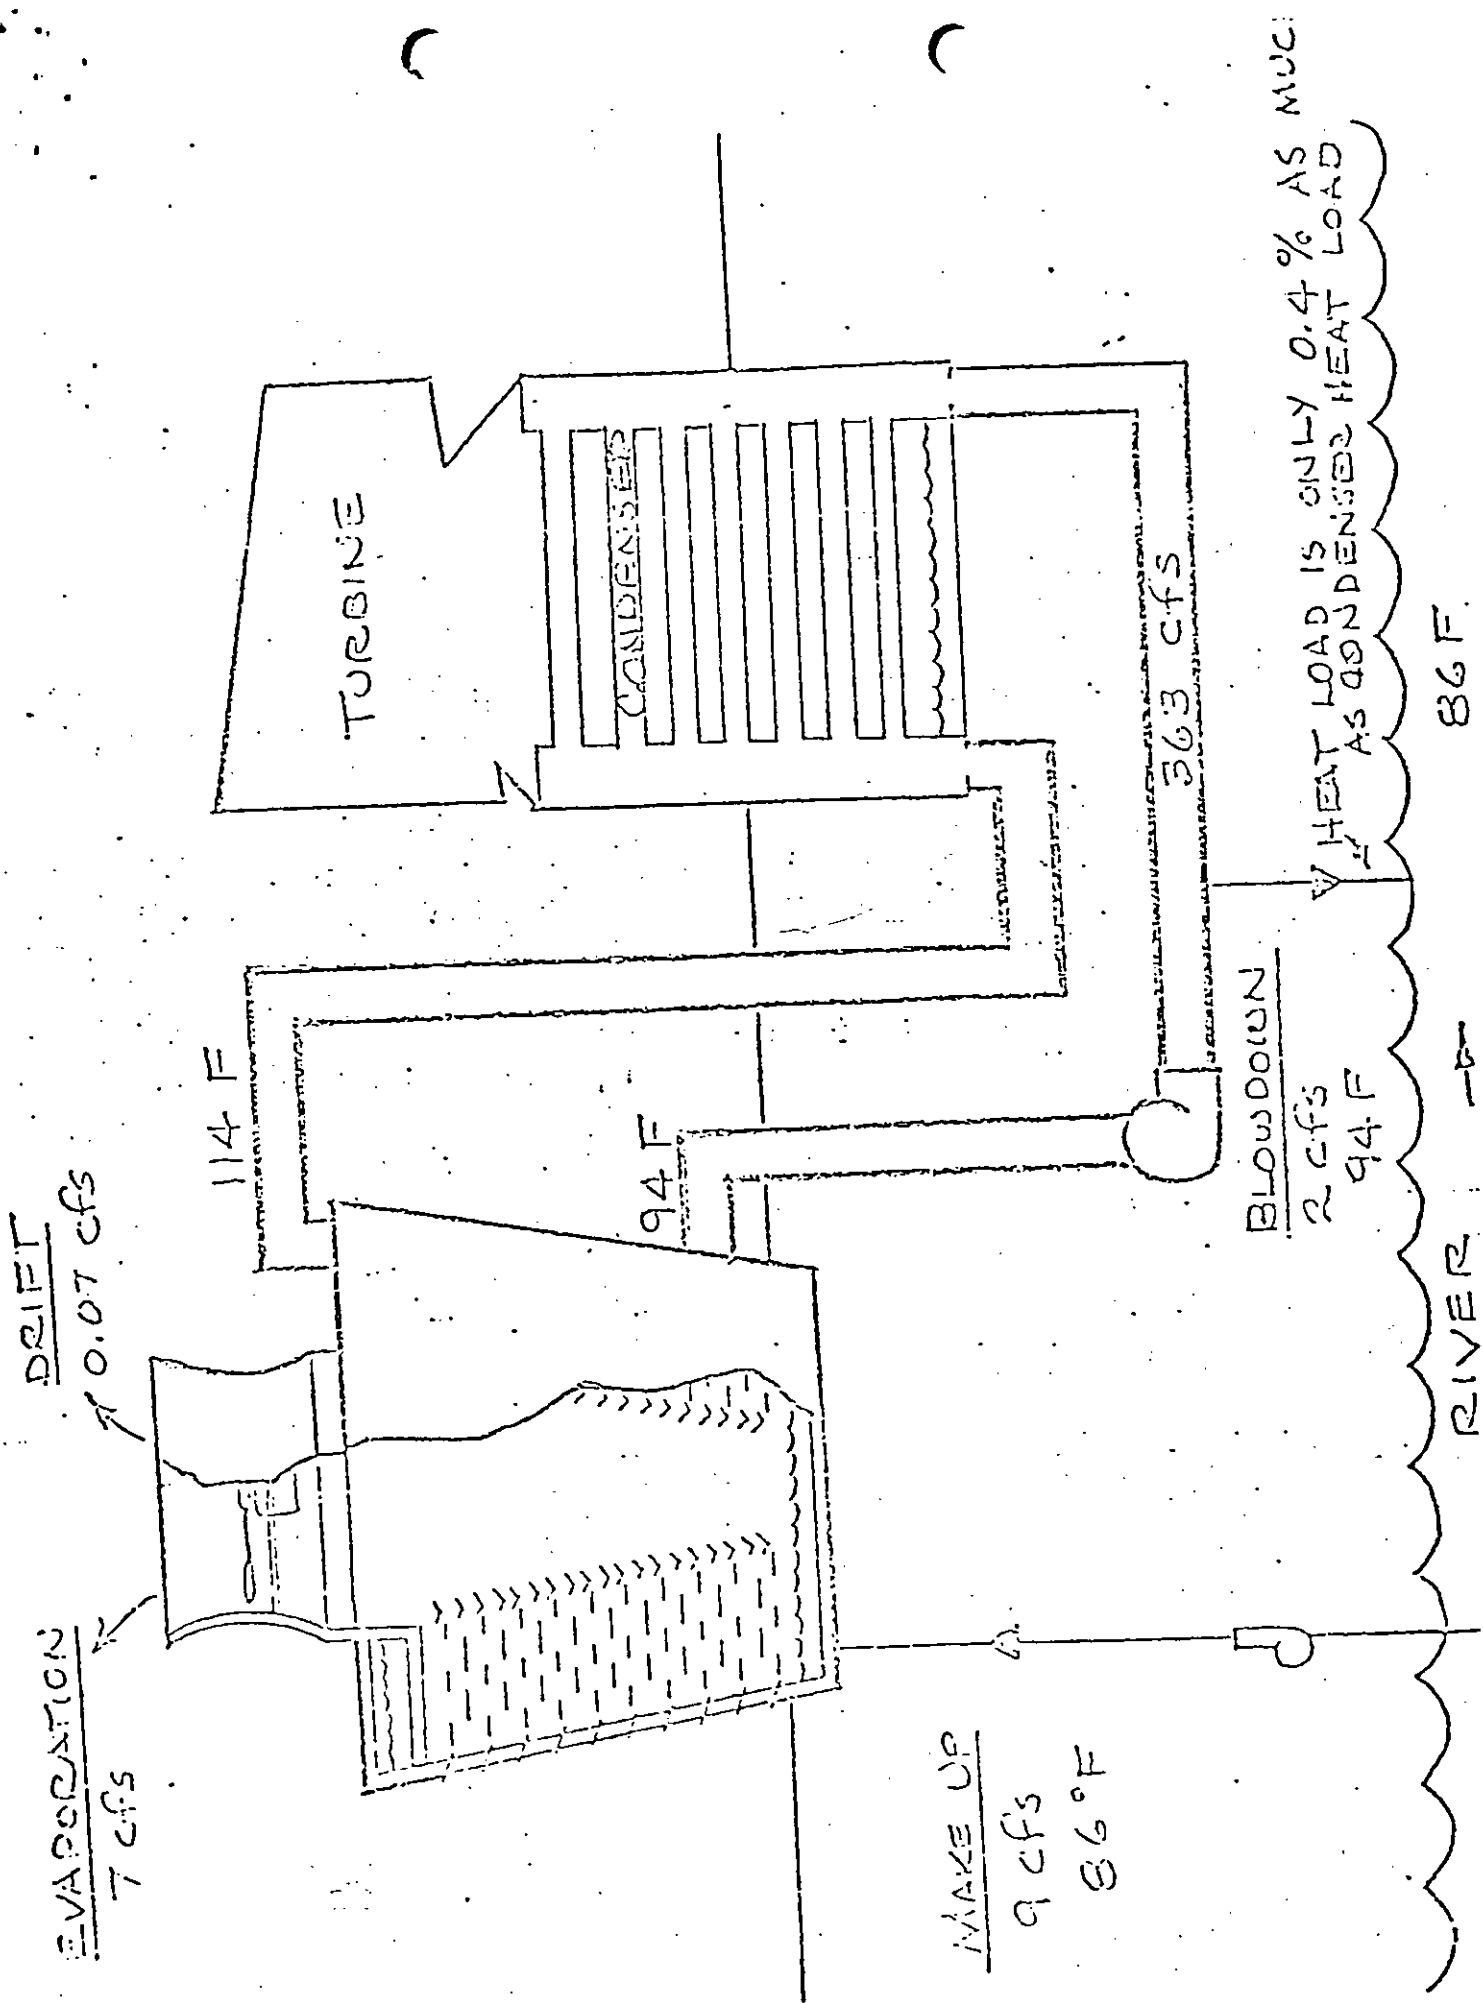 EVAPORATION
7 cfs
DRIFT
0.07 cfs
114 F
TURBINE
CONDENSER
94 F
363 cfs
MAKE UP
9 cfs
86°F
BLOWDOWN
2 cfs
94 F
HEAT LOAD IS ONLY 0.4% AS MUC
AS CONDENSER HEAT LOAD
RIVER
86 F